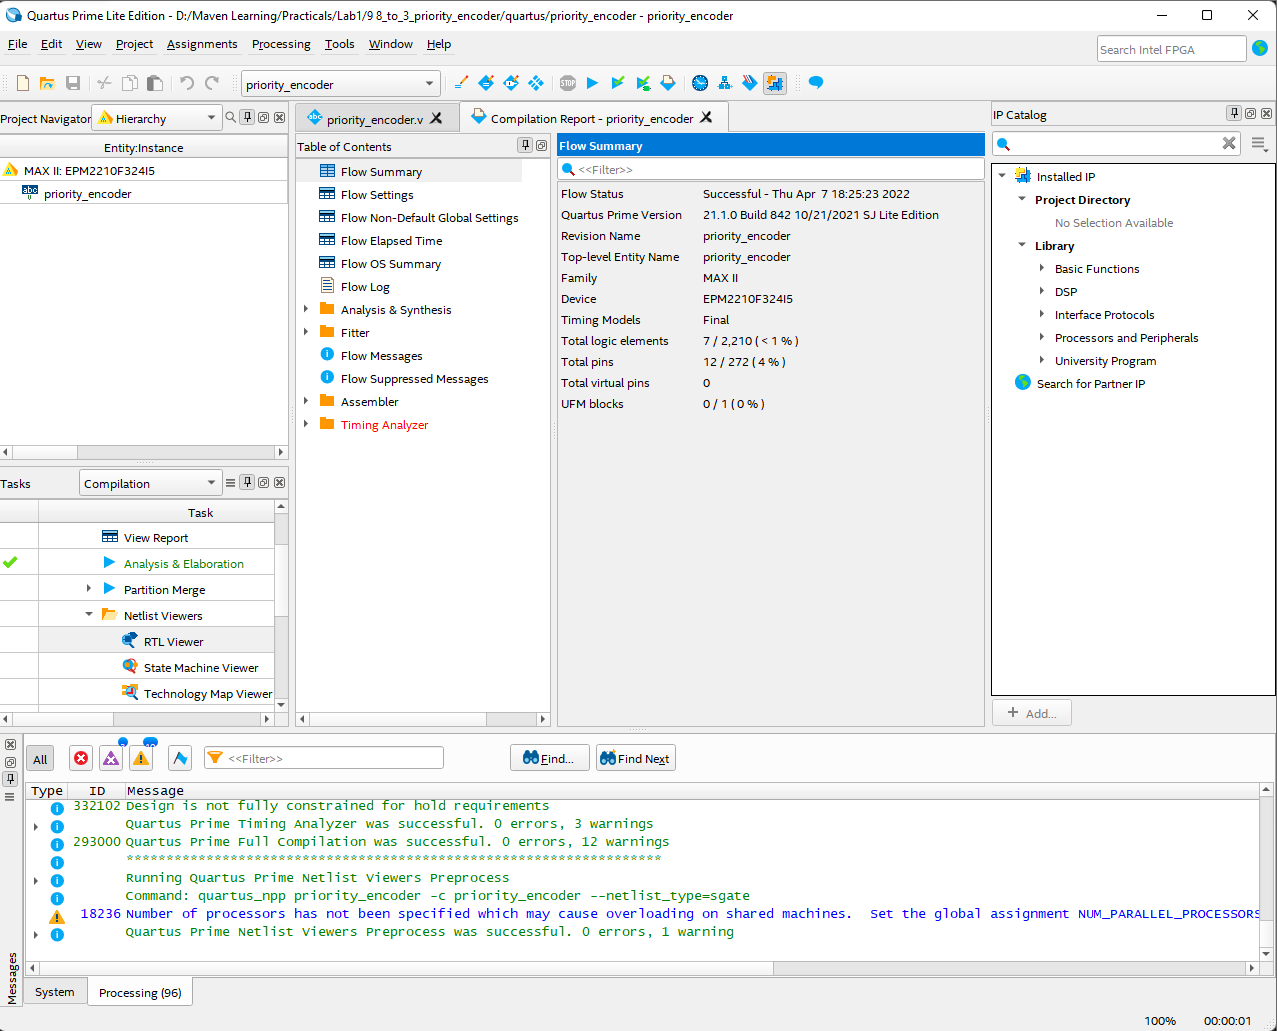 Quartus Prime Lite Edition - D:/Maven Learning/Practicals/Lab1/9 8_to_3_priority_encoder/quartus/priority_encoder - priority_encoder
File Edit View Project Assignments Processing Tools Window Help
Search Intel FPGA
priority_encoder
STOP
Project Navigator Hierarchy
Entity:Instance
MAX II: EPM2210F324I5
abc priority_encoder
Tasks Compilation
Task
View Report
Analysis & Elaboration
Partition Merge
Netlist Viewers
RTL Viewer
State Machine Viewer
Technology Map Viewer
abc priority_encoder.v
Compilation Report - priority_encoder
Table of Contents
Flow Summary
Flow Settings
Flow Non-Default Global Settings
Flow Elapsed Time
Flow OS Summary
Flow Log
Analysis & Synthesis
Fitter
Flow Messages
Flow Suppressed Messages
Assembler
Timing Analyzer
Flow Summary
<<Filter>>
Flow Status Successful - Thu Apr 7 18:25:23 2022
Quartus Prime Version 21.1.0 Build 842 10/21/2021 SJ Lite Edition
Revision Name priority_encoder
Top-level Entity Name priority_encoder
Family MAX II
Device EPM2210F324I5
Timing Models Final
Total logic elements 7 / 2,210 ( < 1 % )
Total pins 12 / 272 ( 4 % )
Total virtual pins 0
UFM blocks 0 / 1 ( 0 % )
IP Catalog
Installed IP
Project Directory
No Selection Available
Library
Basic Functions
DSP
Interface Protocols
Processors and Peripherals
University Program
Search for Partner IP
+ Add...
All
<<Filter>>
Find...
Find Next
Type ID Message
332102 Design is not fully constrained for hold requirements
Quartus Prime Timing Analyzer was successful. 0 errors, 3 warnings
293000 Quartus Prime Full Compilation was successful. 0 errors, 12 warnings
*******************************************************************
Running Quartus Prime Netlist Viewers Preprocess
Command: quartus_npp priority_encoder -c priority_encoder --netlist_type=sgate
18236 Number of processors has not been specified which may cause overloading on shared machines. Set the global assignment NUM_PARALLEL_PROCESSORS
Quartus Prime Netlist Viewers Preprocess was successful. 0 errors, 1 warning
Messages
System
Processing (96)
100% 00:00:01